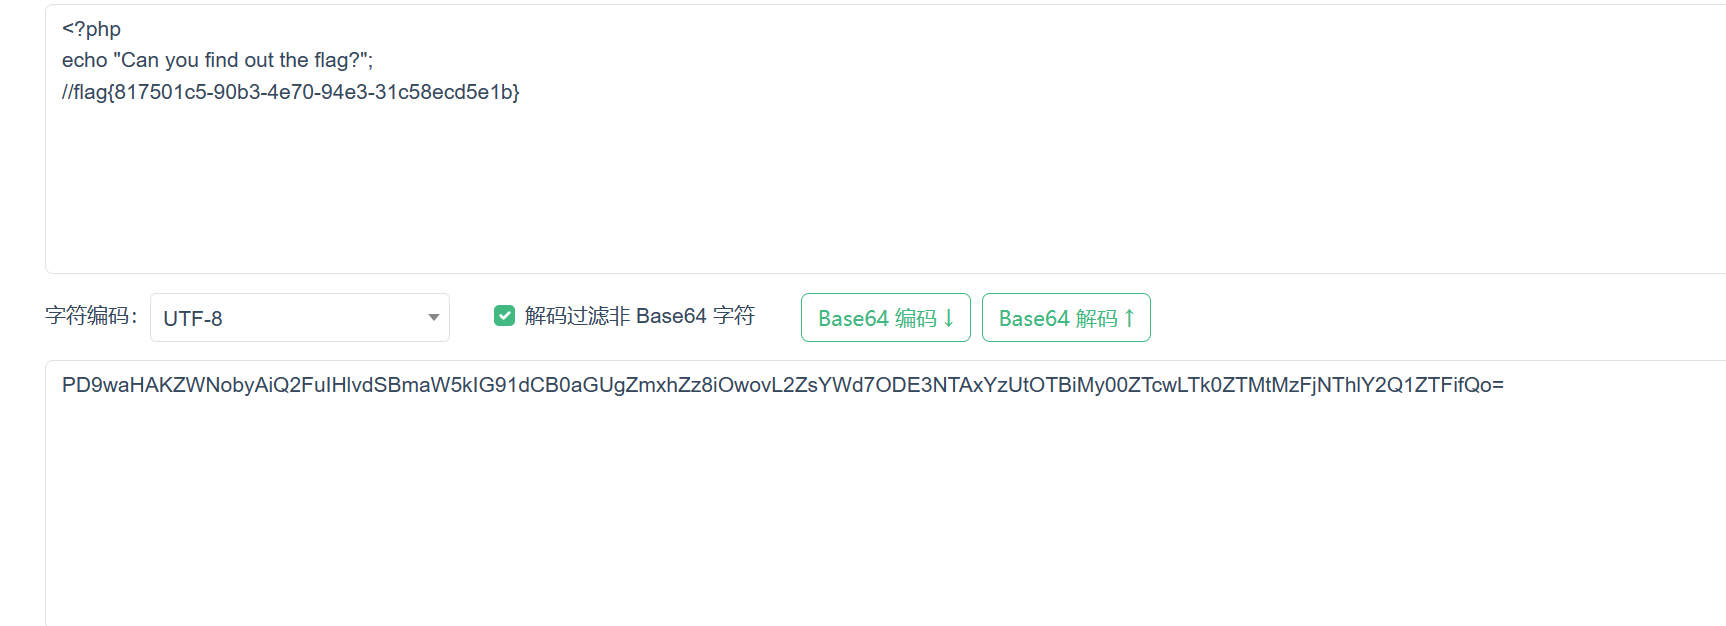 <?php
echo "Can you find out the flag?";
//flag{817501c5-90b3-4e70-94e3-31c58ecd5e1b}
字符编码： UTF-8 解码过滤非 Base64 字符 Base64 编码↓ Base64 解码↑
PD9waHAKZWNobyAiQ2FuIHlvdSBmaW5kIG91dCB0aGUgZmxhZz8iOwovL2ZsYWd7ODE3NTAxYzUtOTBiMy00ZTcwLTk0ZTMtMzFjNThlY2Q1ZTFifQo=